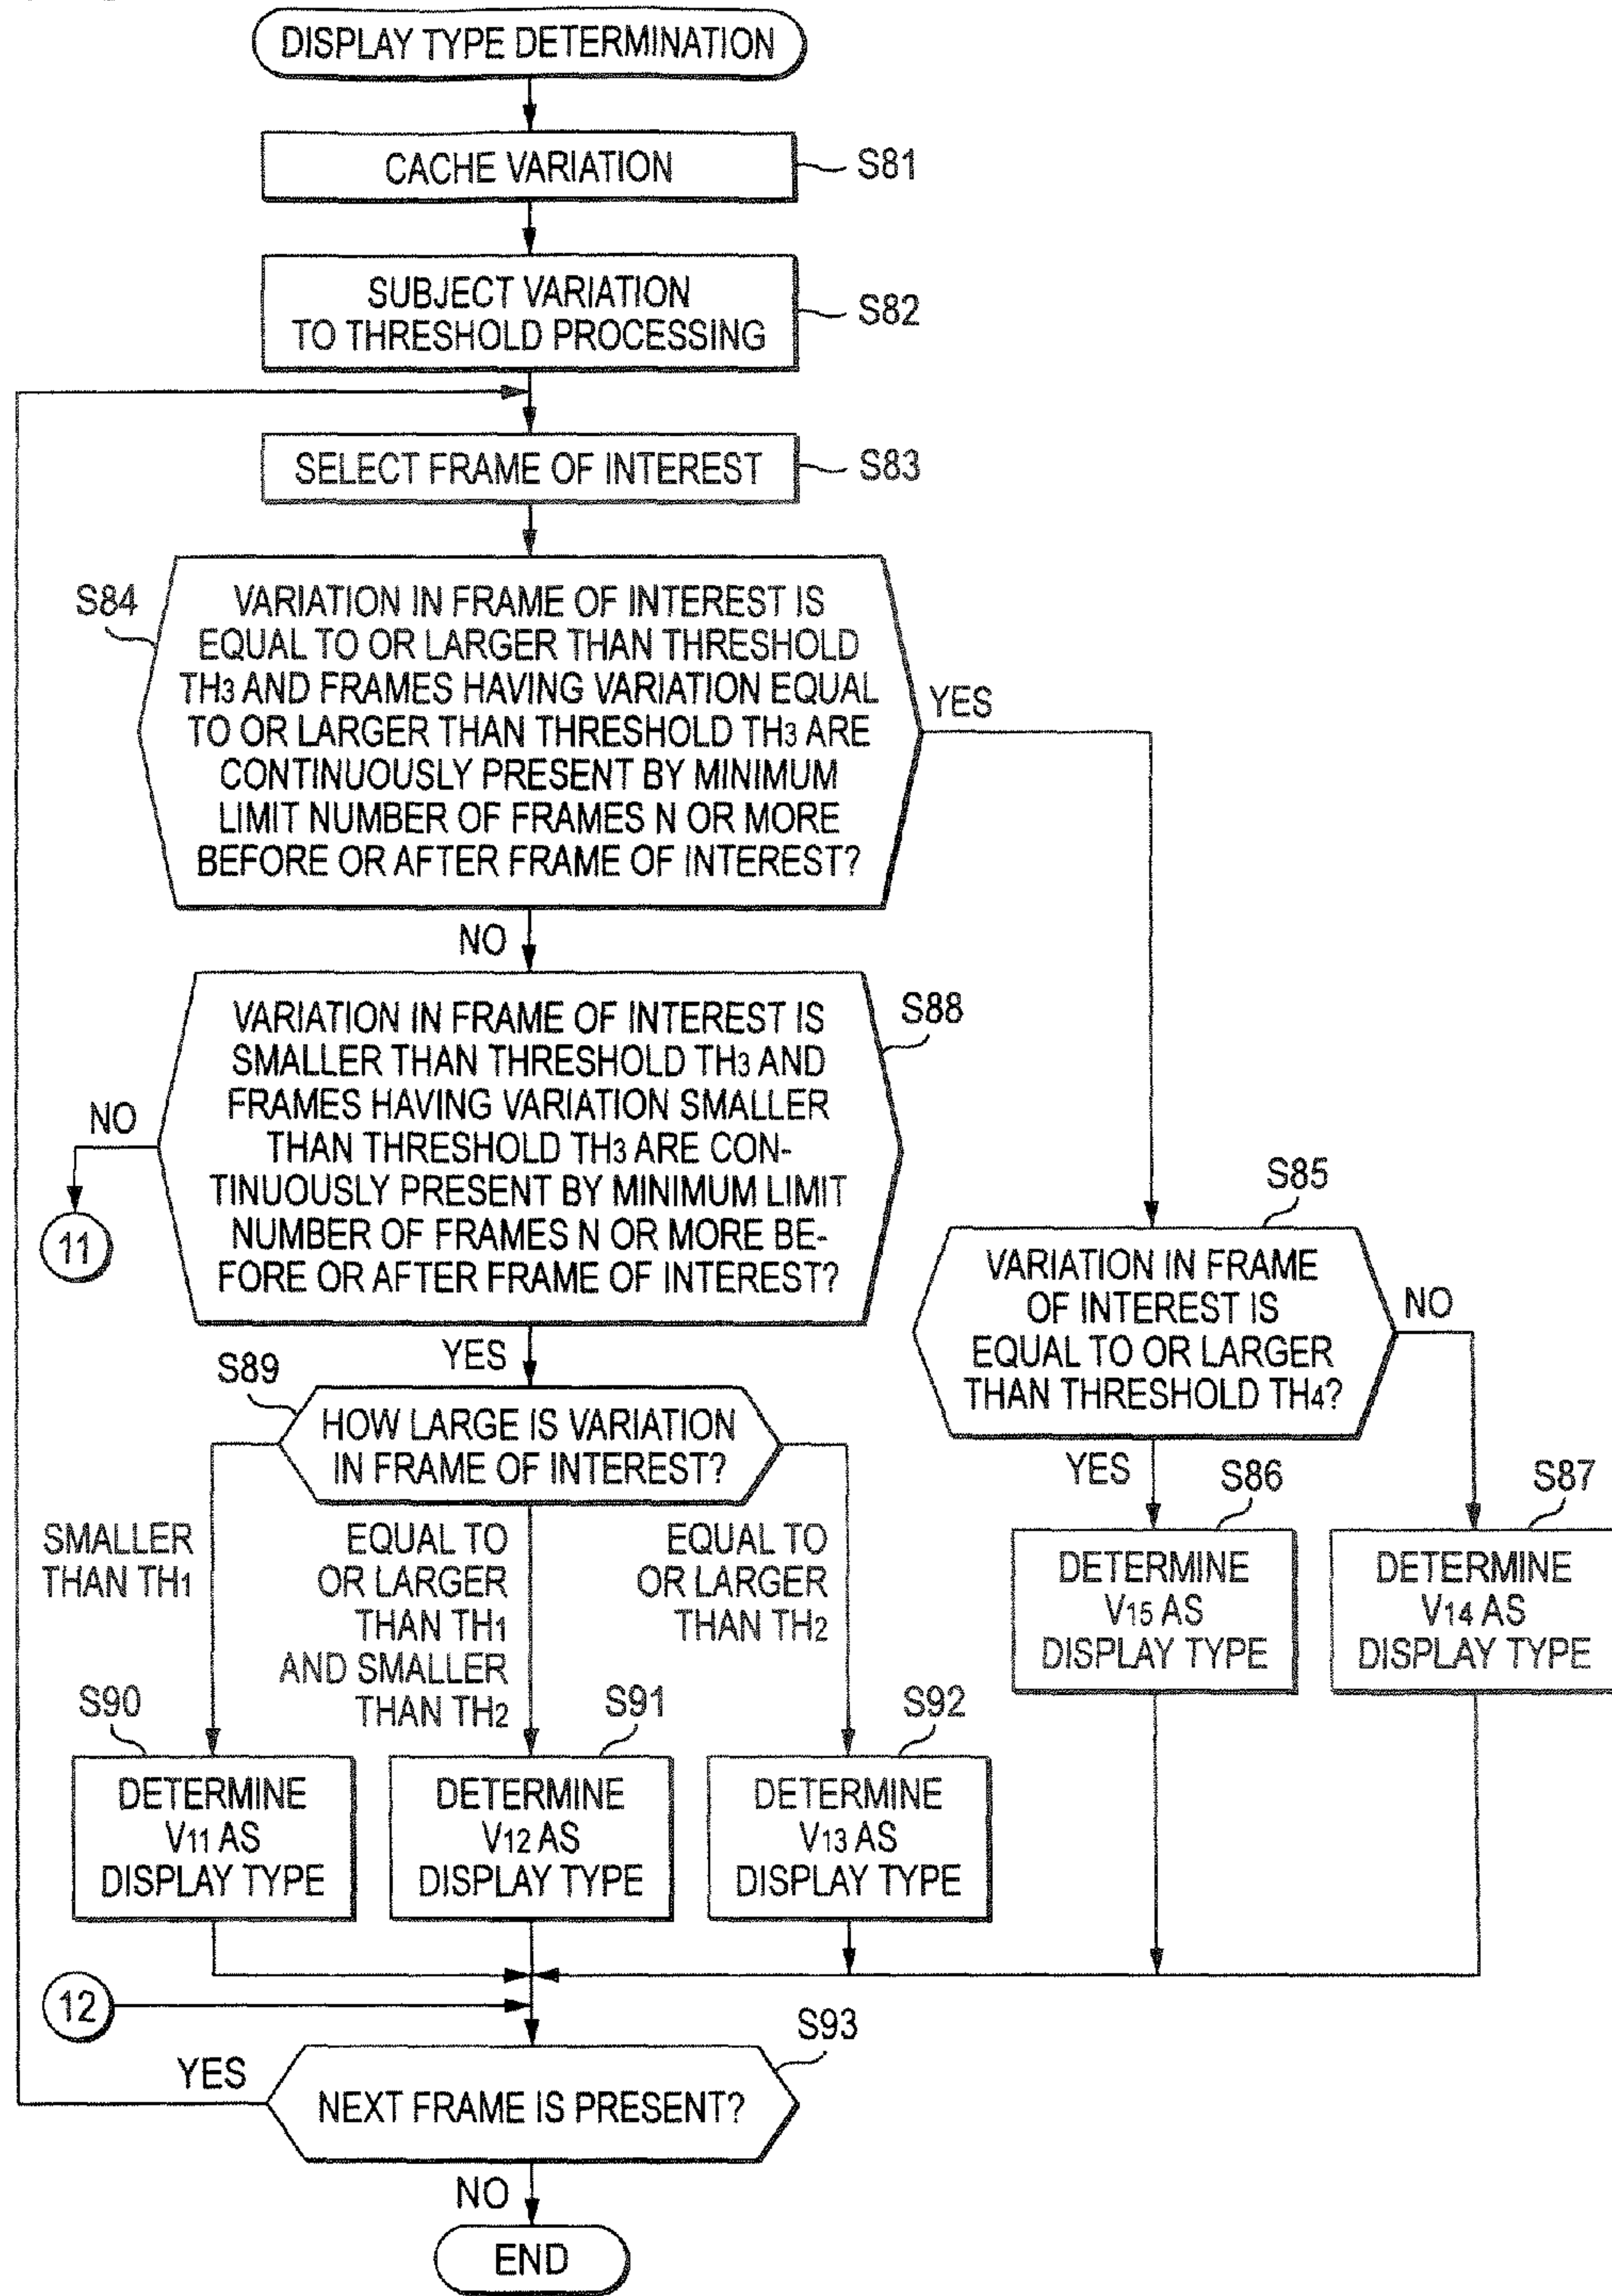 DISPLAY TYPE DETERMINATION
CACHE VARIATION
S81
SUBJECT VARIATION
TO THRESHOLD PROCESSING
S82
SELECT FRAME OF INTEREST
S83
S84
VARIATION IN FRAME OF INTEREST IS
EQUAL TO OR LARGER THAN THRESHOLD
TH3 AND FRAMES HAVING VARIATION EQUAL
TO OR LARGER THAN THRESHOLD TH3 ARE
CONTINUOUSLY PRESENT BY MINIMUM
LIMIT NUMBER OF FRAMES N OR MORE
BEFORE OR AFTER FRAME OF INTEREST?
YES
NO
S88
VARIATION IN FRAME OF INTEREST IS
SMALLER THAN THRESHOLD TH3 AND
FRAMES HAVING VARIATION SMALLER
THAN THRESHOLD TH3 ARE CON-
TINUOUSLY PRESENT BY MINIMUM LIMIT
NUMBER OF FRAMES N OR MORE BE-
FORE OR AFTER FRAME OF INTEREST?
NO
11
YES
S85
VARIATION IN FRAME
OF INTEREST IS
EQUAL TO OR LARGER
THAN THRESHOLD TH4?
NO
YES
S89
HOW LARGE IS VARIATION
IN FRAME OF INTEREST?
SMALLER
THAN TH1
EQUAL TO
OR LARGER
THAN TH1
AND SMALLER
THAN TH2
EQUAL TO
OR LARGER
THAN TH2
S86
DETERMINE
V15 AS
DISPLAY TYPE
S87
DETERMINE
V14 AS
DISPLAY TYPE
S90
DETERMINE
V11 AS
DISPLAY TYPE
S91
DETERMINE
V12 AS
DISPLAY TYPE
S92
DETERMINE
V13 AS
DISPLAY TYPE
12
S93
NEXT FRAME IS PRESENT?
YES
NO
END